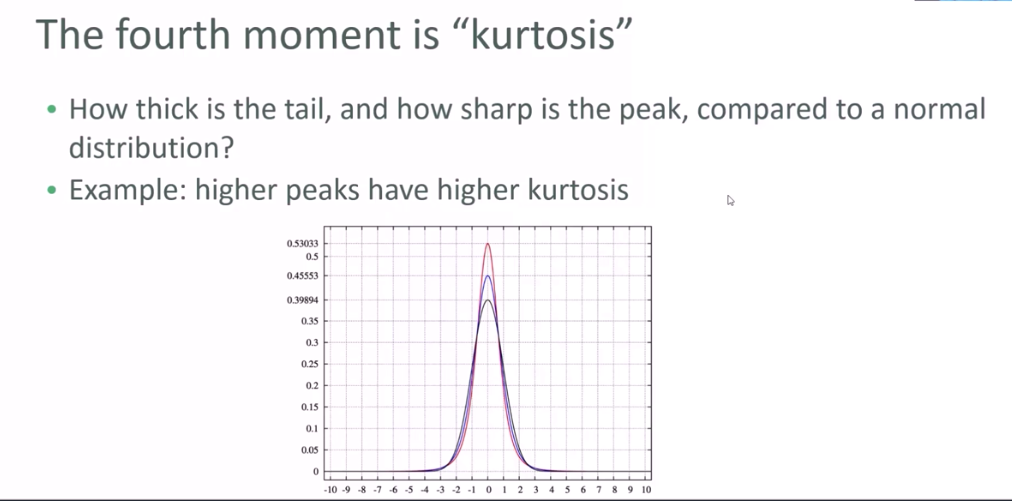 The fourth moment is “kurtosis”
• How thick is the tail, and how sharp is the peak, compared to a normal
distribution?
• Example: higher peaks have higher kurtosis
0.53033
0.5
0.45553
0.39894
0.35
0.3
0.25
0.2
0.15
0.1
0.05
0
-10 -9 -8 -7 -6 -5 -4 -3 -2 -1 0 1 2 3 4 5 6 7 8 9 10